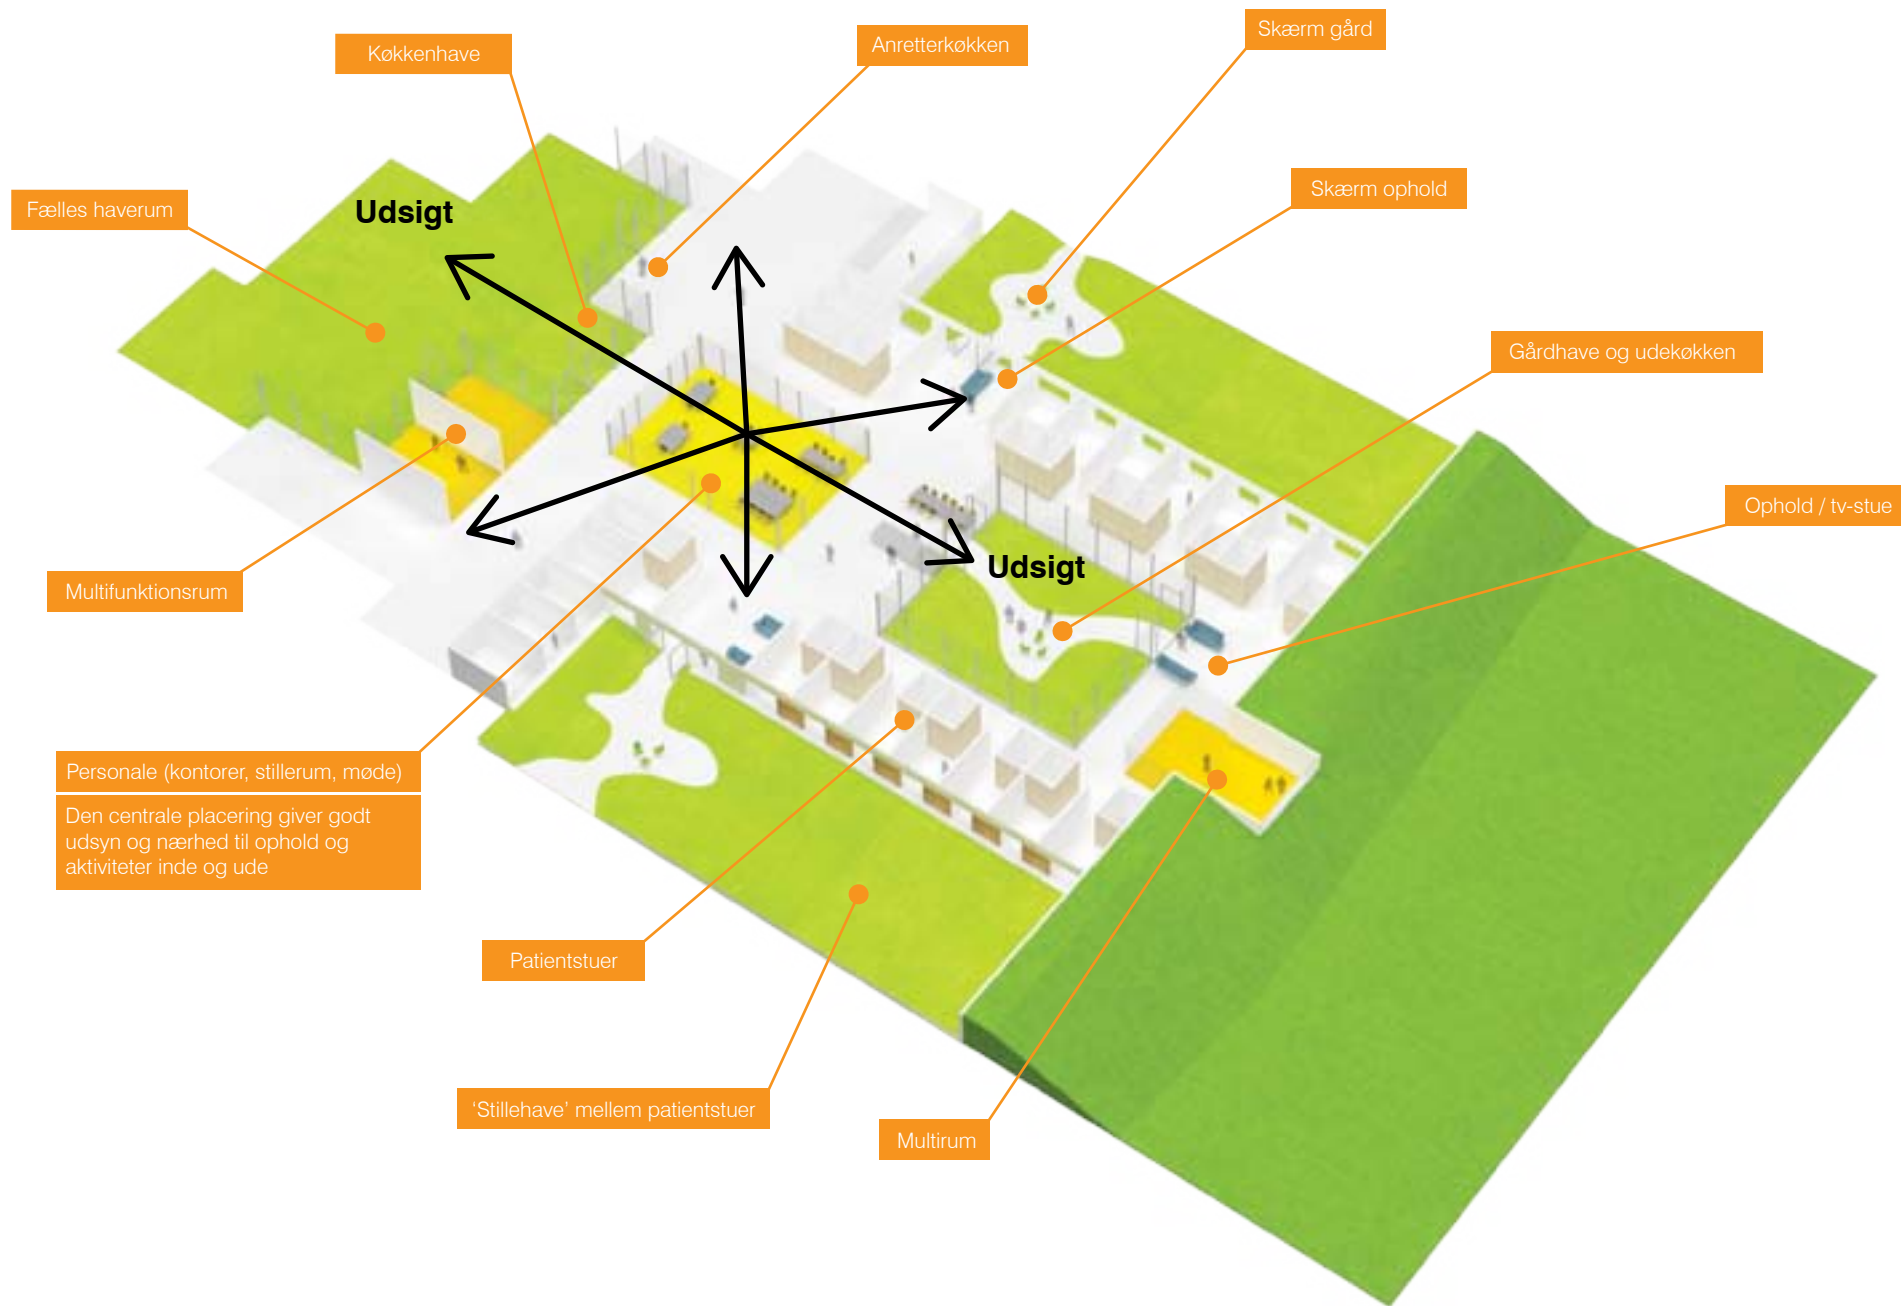 Skærm gård
Køkkenhave
Anretterkøkken
Skærm ophold
Fælles haverum
Udsigt
Gårdhave og udekøkken
Ophold / tv-stue
Udsigt
Multifunktionsrum
Personale (kontorer, stillerum, møde)
Den centrale placering giver godt
udsyn og nærhed til ophold og
aktiviteter inde og ude
Patientstuer
‘Stillehave’ mellem patientstuer
Multirum